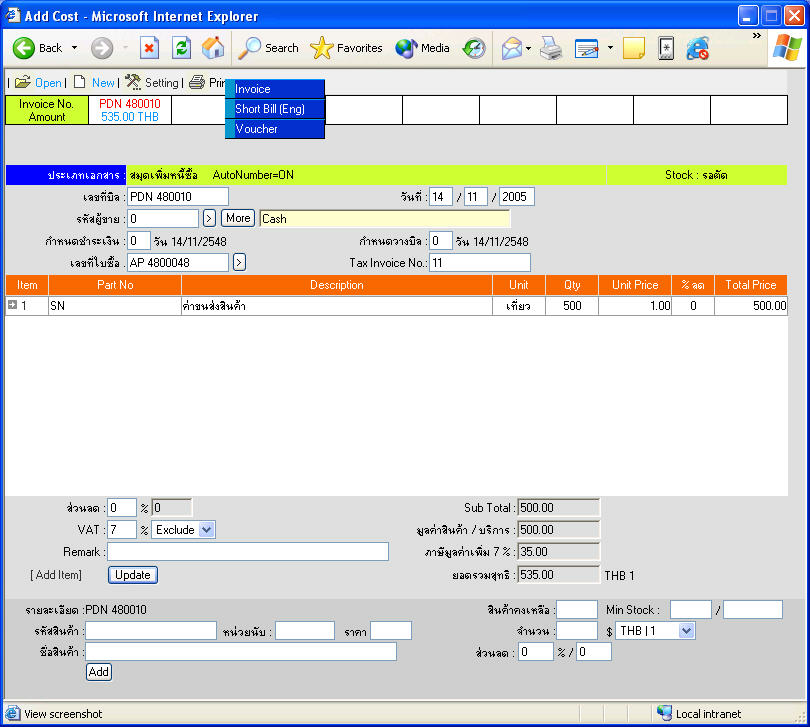 Add Cost - Microsoft Internet Explorer
Back Search Favorites Media »
| Open | New | Setting | Prin
Invoice
Short Bill (Eng)
Voucher
Invoice No. PDN 480010
Amount 535.00 THB
ประเภทเอกสาร : สมุดเพิ่มหนี้ซื้อ AutoNumber=ON Stock : รอตัด
เลขที่บิล : PDN 480010 วันที่ : 14 / 11 / 2005
รหัสผู้ขาย : 0 > More Cash
กำหนดชำระเงิน : 0 วัน 14/11/2548 กำหนดวางบิล : 0 วัน 14/11/2548
เลขที่ใบซื้อ : AP 4800048 > Tax Invoice No.: 11
Item Part No Description Unit Qty Unit Price % ลด Total Price
1 SN ค่าขนส่งสินค้า เที่ยว 500 1.00 0 500.00
ส่วนลด : 0 % 0 Sub Total : 500.00
VAT : 7 % Exclude มูลค่าสินค้า / บริการ : 500.00
Remark : ภาษีมูลค่าเพิ่ม 7 % : 35.00
[ Add Item ] Update ยอดรวมสุทธิ : 535.00 THB 1
รายละเอียด :PDN 480010 สินค้าคงเหลือ : Min Stock : /
รหัสสินค้า : หน่วยนับ : ราคา จำนวน : $ THB | 1
ชื่อสินค้า : ส่วนลด : 0 % / 0
Add
View screenshot Local intranet